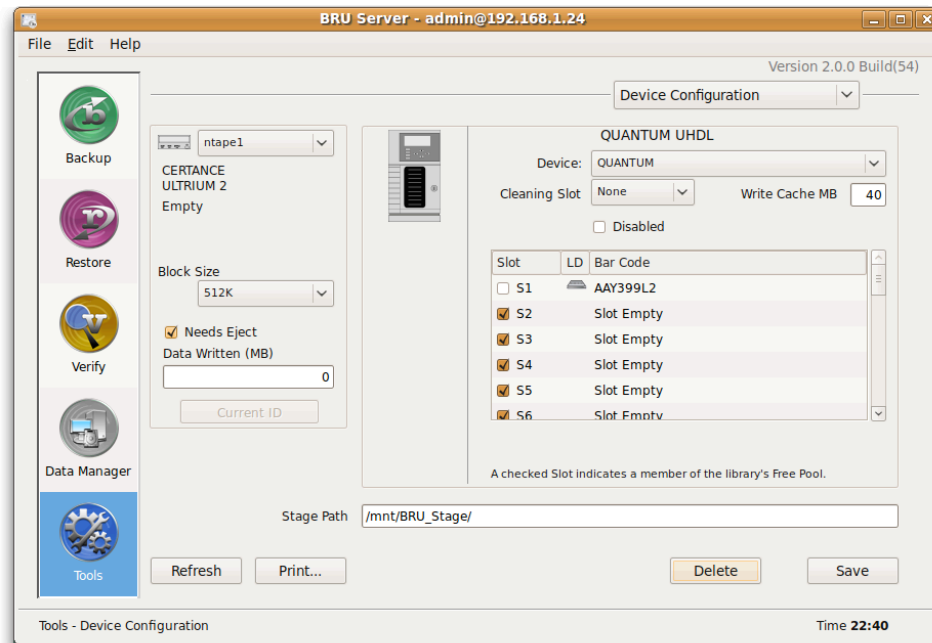 BRU Server - admin@192.168.1.24
File Edit Help
Version 2.0.0 Build(54)
Device Configuration
Backup
Restore
Verify
Data Manager
Tools
ntape1
CERTANCE
ULTRIUM 2
Empty
Block Size
512K
Needs Eject
Data Written (MB)
0
Current ID
QUANTUM UHDL
Device: QUANTUM
Cleaning Slot None Write Cache MB 40
Disabled
Slot LD Bar Code
S1 AAY399L2
S2 Slot Empty
S3 Slot Empty
S4 Slot Empty
S5 Slot Empty
S6 Slot Empty
A checked Slot indicates a member of the library's Free Pool.
Stage Path /mnt/BRU_Stage/
Refresh Print... Delete Save
Tools - Device Configuration Time 22:40